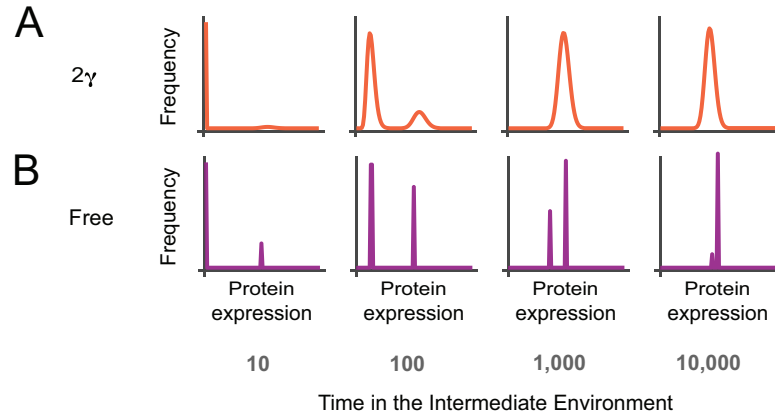 A
2γ
Frequency
B
Free
Frequency
Protein expression
Protein expression
Protein expression
Protein expression
10
100
1,000
10,000
Time in the Intermediate Environment